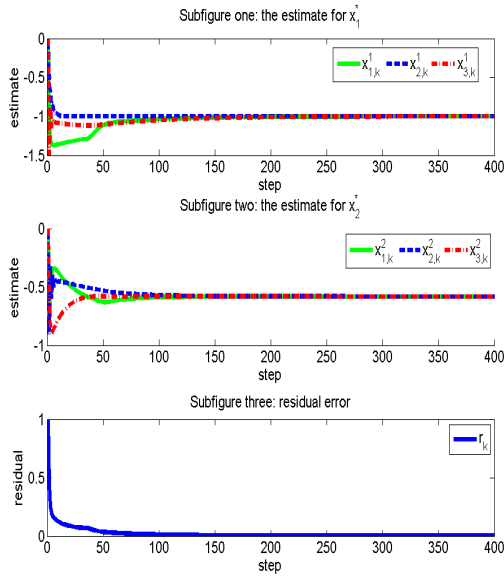 Subfigure one: the estimate for x₁*
0
-0.5
-1
-1.5
estimate
x¹₁,ₖ x¹₂,ₖ x¹₃,ₖ
0 50 100 150 200 250 300 350 400
step
Subfigure two: the estimate for x₂*
0
-0.5
-1
estimate
x²₁,ₖ x²₂,ₖ x²₃,ₖ
0 50 100 150 200 250 300 350 400
step
Subfigure three: residual error
1
0.5
0
residual
rₖ
0 50 100 150 200 250 300 350 400
step